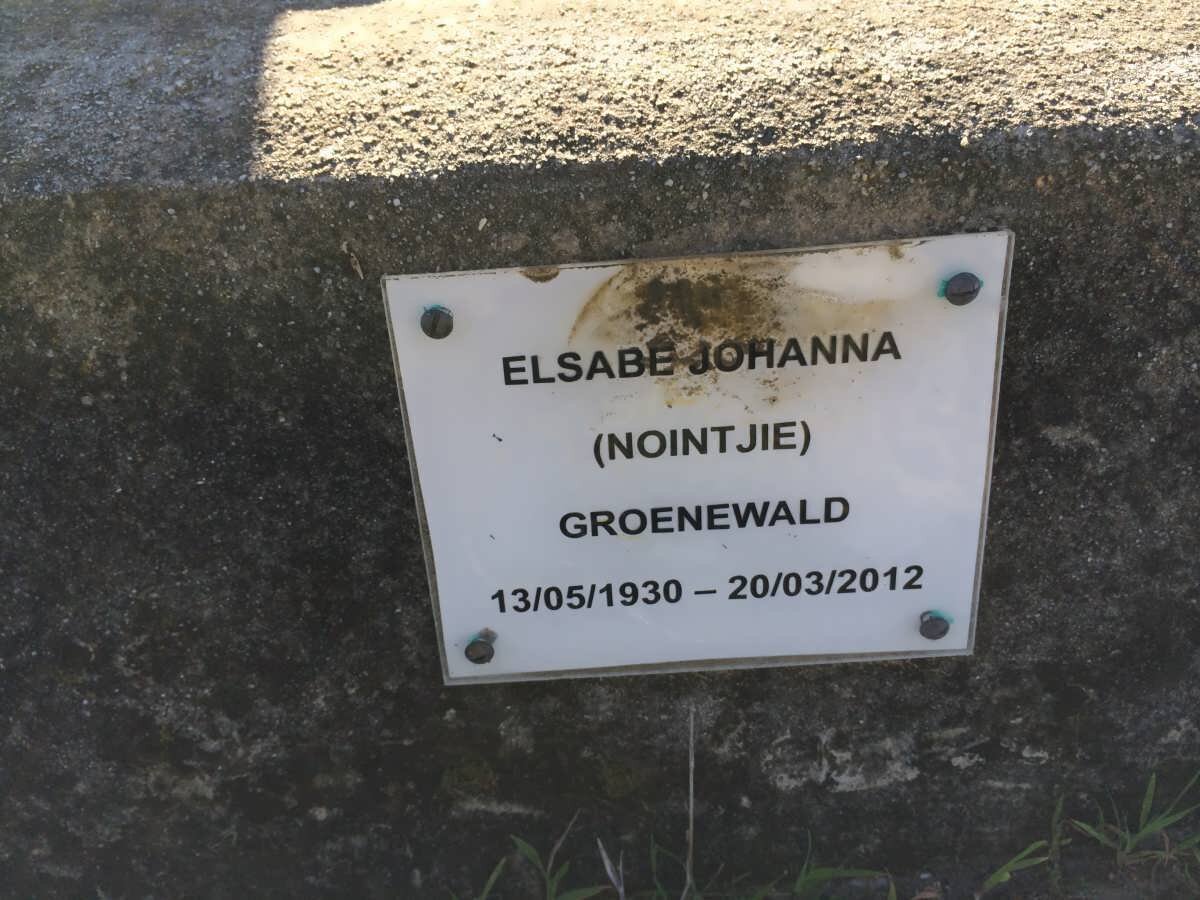 ELSABE JOHANNA
(NOINTJIE)
GROENEWALD
13/05/1930 – 20/03/2012